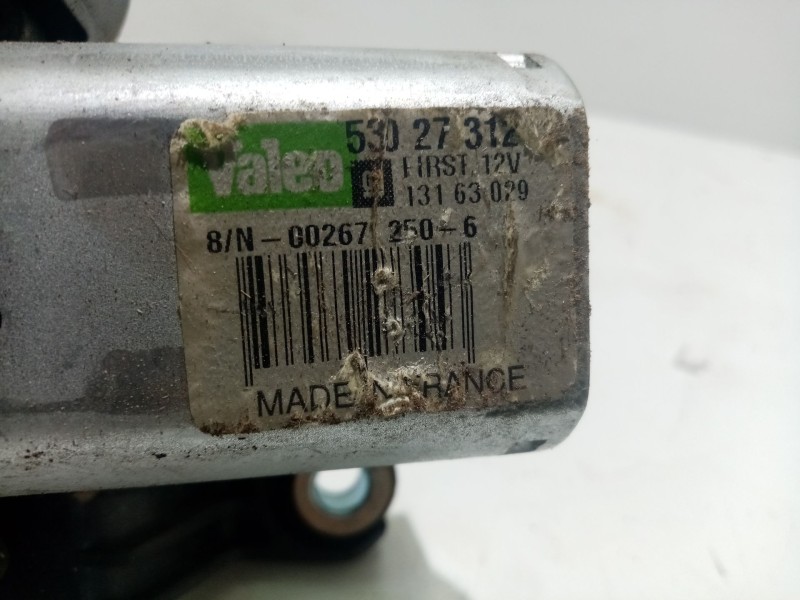 Valeo 530 27 312
FIRST. 12V
131 63 029
8/N - 00267 250-6
MADE IN FRANCE